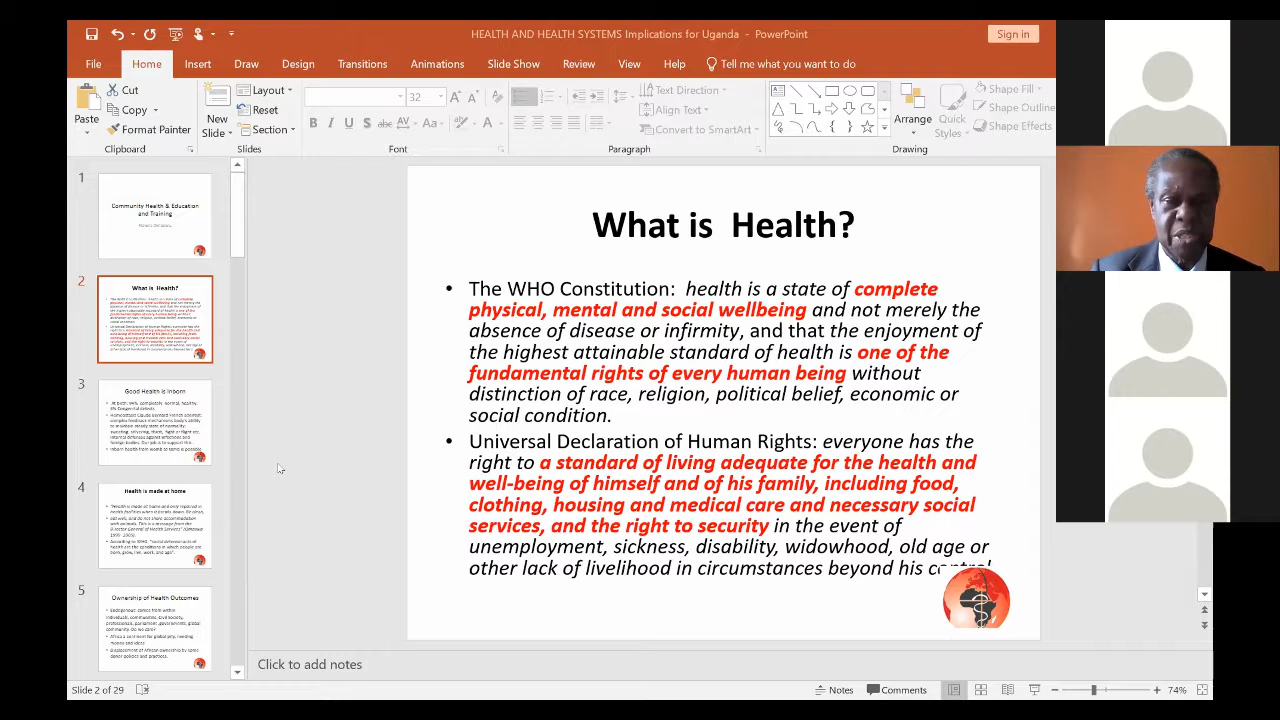 HEALTH AND HEALTH SYSTEMS Implications for Uganda - PowerPoint
Sign in
File Home Insert Draw Design Transitions Animations Slide Show Review View Help Tell me what you want to do
Paste
Cut
Copy
Format Painter
Clipboard
New
Slide
Layout
Reset
Section
Slides
32
Font
Text Direction
Align Text
Convert to SmartArt
Paragraph
Arrange
Quick
Styles
Shape Fill
Shape Outline
Shape Effects
Drawing
1
Community Health & Education
and Training
2
What is Health?
3
Good Health is Inborn
4
Health is made at home
5
Ownership of Health Outcomes
What is Health?
• The WHO Constitution: health is a state of complete
physical, mental and social wellbeing and not merely the
absence of disease or infirmity, and that the enjoyment of
the highest attainable standard of health is one of the
fundamental rights of every human being without
distinction of race, religion, political belief, economic or
social condition.
• Universal Declaration of Human Rights: everyone has the
right to a standard of living adequate for the health and
well-being of himself and of his family, including food,
clothing, housing and medical care and necessary social
services, and the right to security in the event of
unemployment, sickness, disability, widowhood, old age or
other lack of livelihood in circumstances beyond his control
Click to add notes
Slide 2 of 29
Notes
Comments
74%